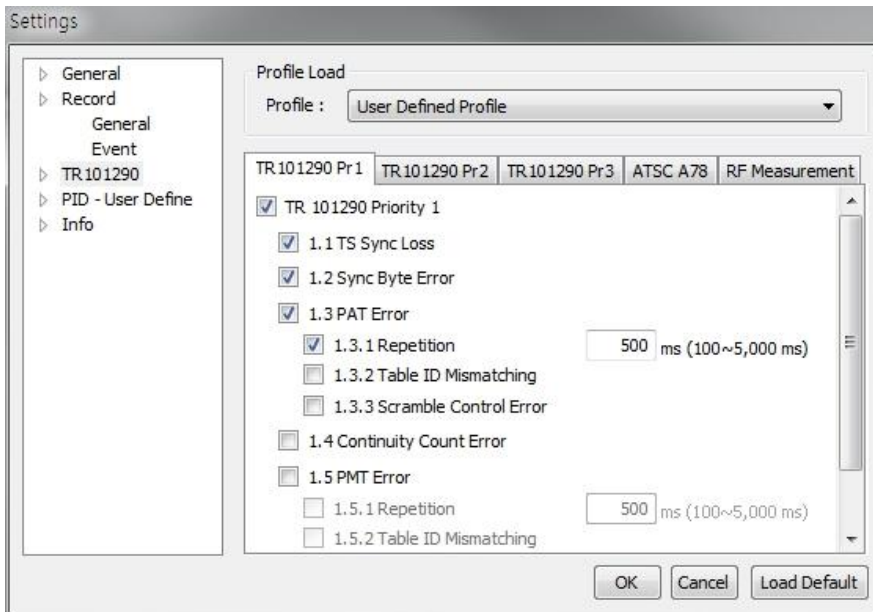 Settings
General
Record
General
Event
TR101290
PID - User Define
Info
Profile Load
Profile : User Defined Profile
TR101290 Pr1 TR101290 Pr2 TR101290 Pr3 ATSC A78 RF Measurement
TR 101290 Priority 1
1.1 TS Sync Loss
1.2 Sync Byte Error
1.3 PAT Error
1.3.1 Repetition 500 ms (100~5,000 ms)
1.3.2 Table ID Mismatching
1.3.3 Scramble Control Error
1.4 Continuity Count Error
1.5 PMT Error
1.5.1 Repetition 500 ms (100~5,000 ms)
1.5.2 Table ID Mismatching
OK Cancel Load Default